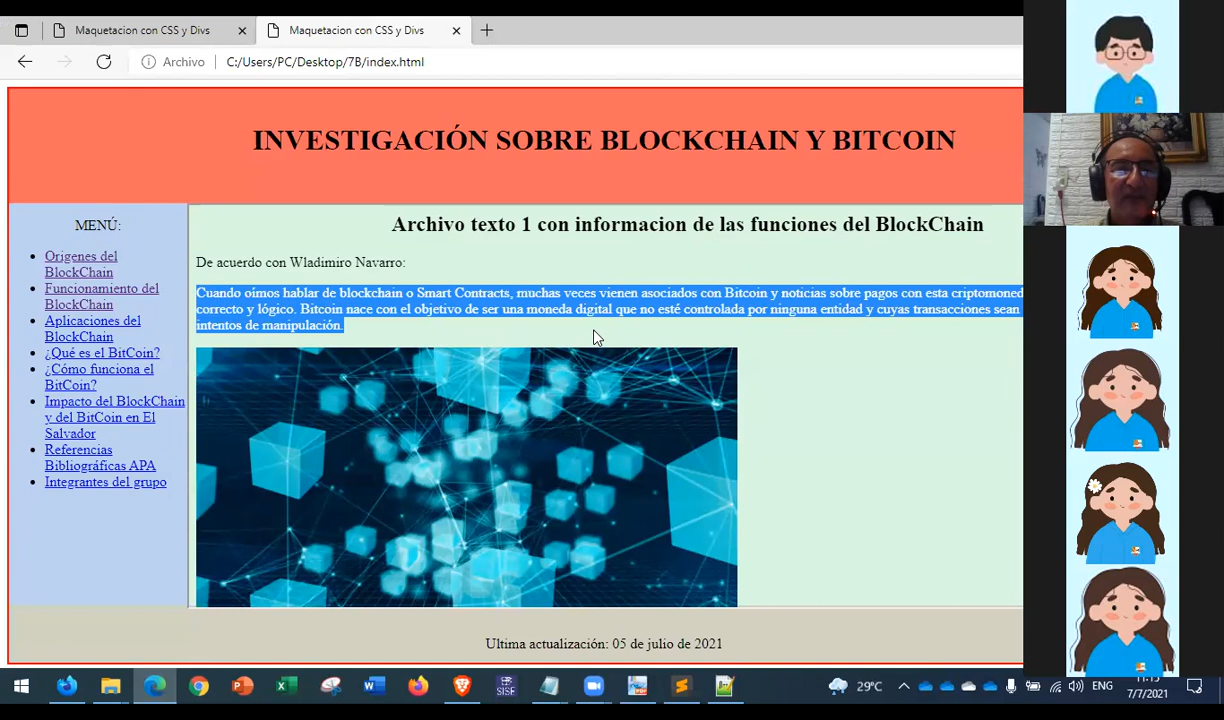 Maquetacion con CSS y Divs
Maquetacion con CSS y Divs
Archivo
C:/Users/PC/Desktop/7B/index.html
INVESTIGACIÓN SOBRE BLOCKCHAIN Y BITCOIN
MENÚ:
Origenes del
BlockChain
Funcionamiento del
BlockChain
Aplicaciones del
BlockChain
¿Qué es el BitCoin?
¿Cómo funciona el
BitCoin?
Impacto del BlockChain
y del BitCoin en El
Salvador
Referencias
Bibliográficas APA
Integrantes del grupo
Archivo texto 1 con informacion de las funciones del BlockChain
De acuerdo con Wladimiro Navarro:
Cuando oímos hablar de blockchain o Smart Contracts, muchas veces vienen asociados con Bitcoin y noticias sobre pagos con esta criptomoned
correcto y lógico. Bitcoin nace con el objetivo de ser una moneda digital que no esté controlada por ninguna entidad y cuyas transacciones sean
intentos de manipulación.
Ultima actualización: 05 de julio de 2021
29°C
ENG
7/7/2021